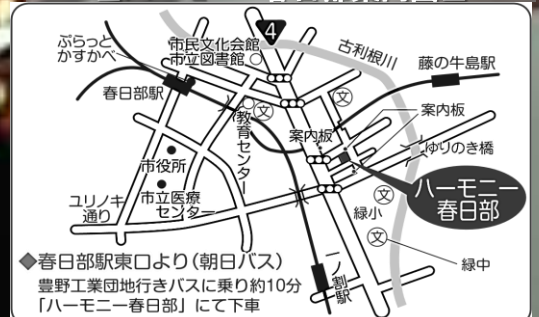 4
市民文化会館
市立図書館
ぷらっと
かすかべ
春日部駅
古利根川
藤の牛島駅
文
文
教育センター
案内板
案内板
ゆりのき橋
ハーモニー
春日部
市役所
市立医療
センター
ユリノキ
通り
文
緑小
文
緑中
一ノ割駅
◆春日部駅東口より(朝日バス)
豊野工業団地行きバスに乗り約10分
「ハーモニー春日部」にて下車